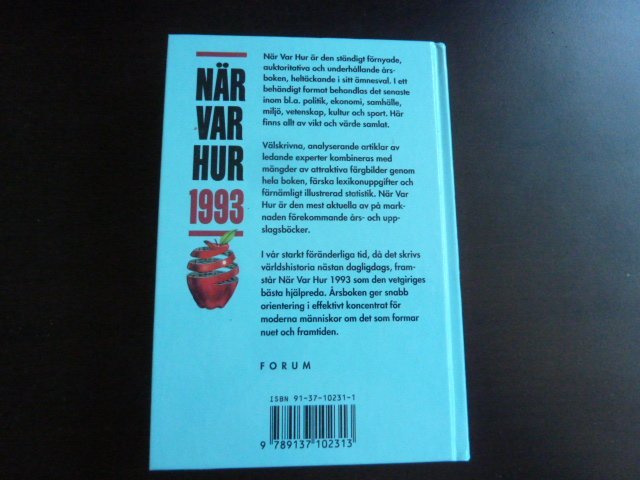 NÄR
VAR
HUR
1993
När Var Hur är den ständigt förnyade,
auktoritativa och underhållande års-
boken, heltäckande i sitt ämnesval. I ett
behändigt format behandlas det senaste
inom bl.a. politik, ekonomi, samhälle,
miljö, vetenskap, kultur och sport. Här
finns allt av vikt och värde samlat.
Välskrivna, analyserande artiklar av
ledande experter kombineras med
mängder av attraktiva färgbilder genom
hela boken, färska lexikonuppgifter och
förnämligt illustrerad statistik. När Var
Hur är den mest aktuella av på mark-
naden förekommande års- och upp-
slagsböcker.
I vår starkt föränderliga tid, då det skrivs
världshistoria nästan dagligdags, fram-
står När Var Hur 1993 som den vetgiriges
bästa hjälpreda. Årsboken ger snabb
orientering i effektivt koncentrat för
moderna människor om det som formar
nuet och framtiden.
FORUM
ISBN 91-37-10231-1
9 789137 102313